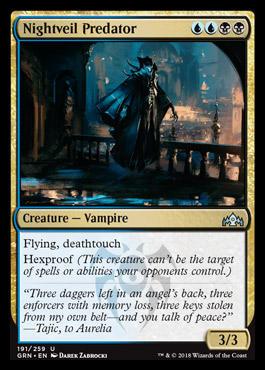 Nightveil Predator
Creature — Vampire
Flying, deathtouch
Hexproof (This creature can't be the target
of spells or abilities your opponents control.)
"Three daggers left in an angel's back, three
enforcers with memory loss, three keys stolen
from my own belt—and you talk of peace?"
—Tajic, to Aurelia
3/3
191/259 U
GRN • EN DAREK ZABROCKI
™ & © 2018 Wizards of the Coast